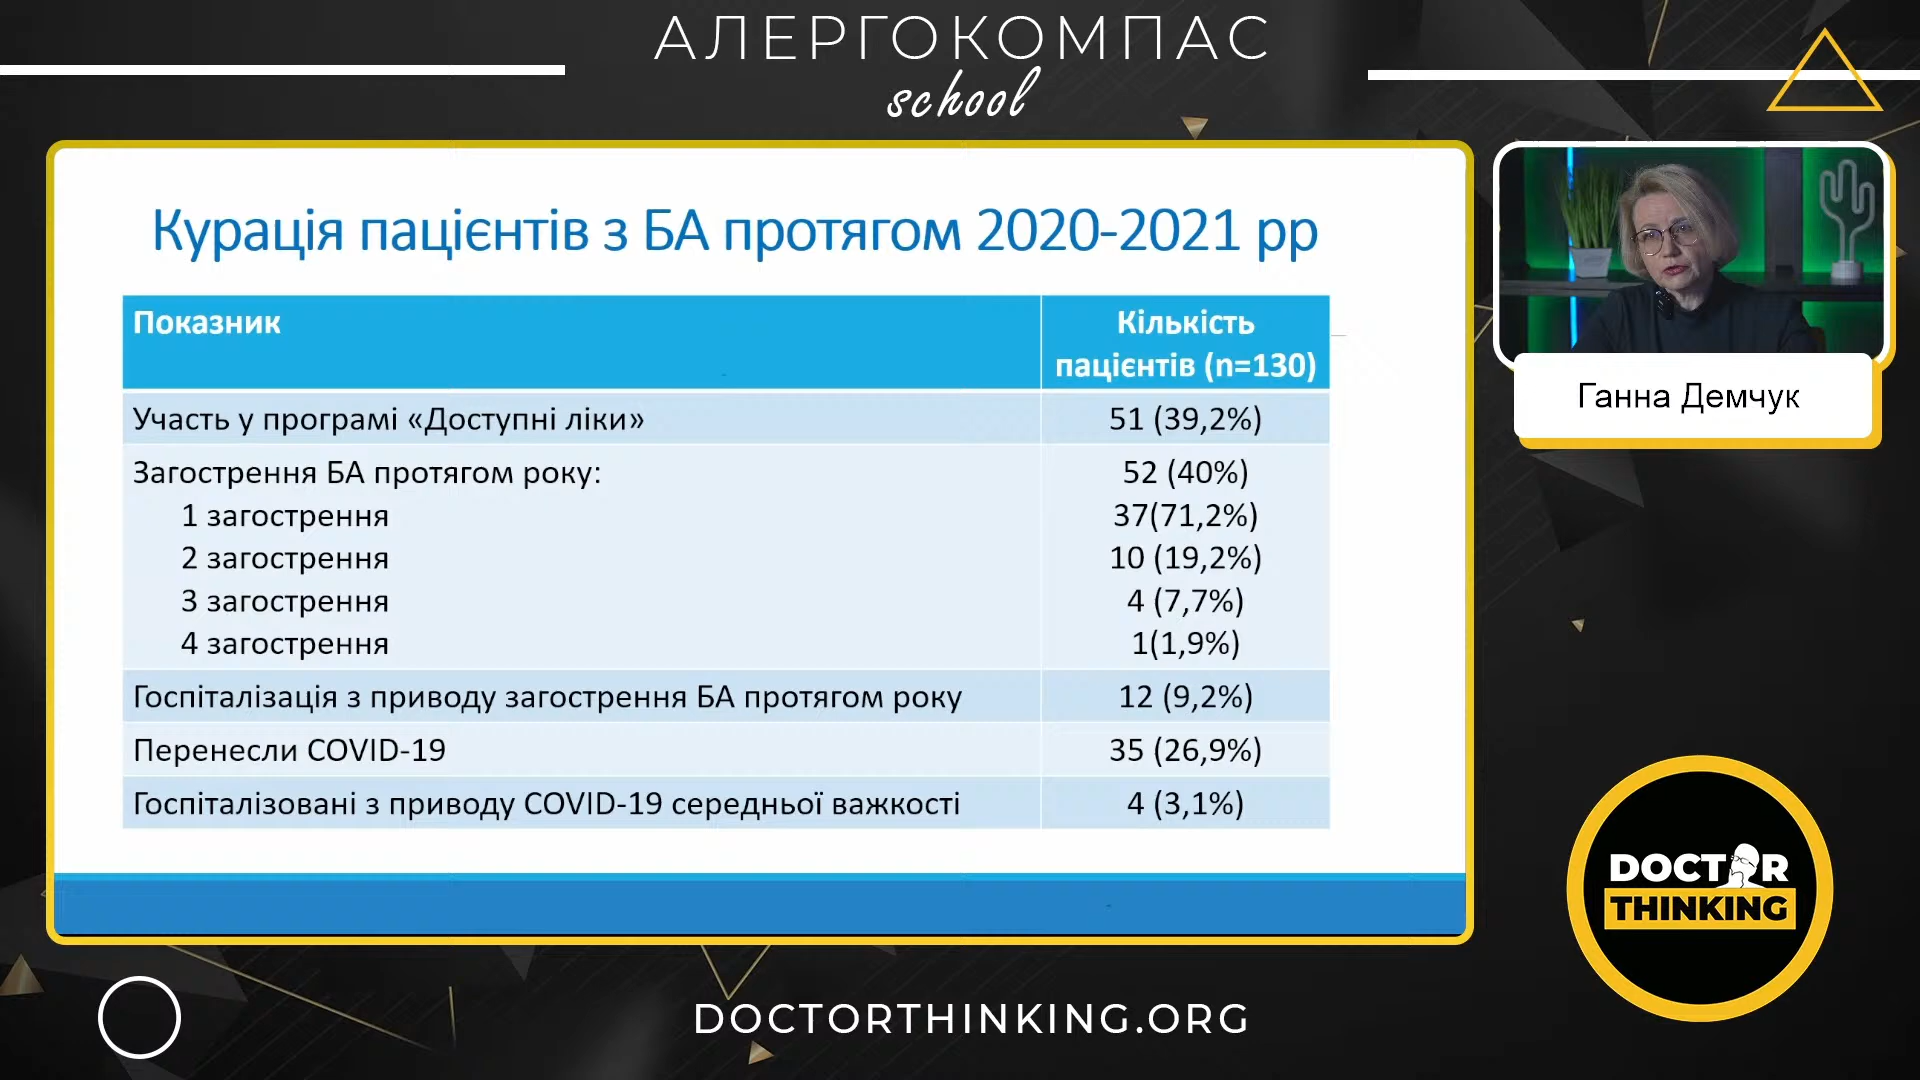 АЛЕРГОКОМПАС
school
Курація пацієнтів з БА протягом 2020-2021 рр
Показник
Кількість
пацієнтів (n=130)
Участь у програмі «Доступні ліки»
51 (39,2%)
Загострення БА протягом року:
52 (40%)
1 загострення
37(71,2%)
2 загострення
10 (19,2%)
3 загострення
4 (7,7%)
4 загострення
1(1,9%)
Госпіталізація з приводу загострення БА протягом року
12 (9,2%)
Перенесли COVID-19
35 (26,9%)
Госпіталізовані з приводу COVID-19 середньої важкості
4 (3,1%)
Ганна Демчук
DOCTOR
THINKING
DOCTORTHINKING.ORG